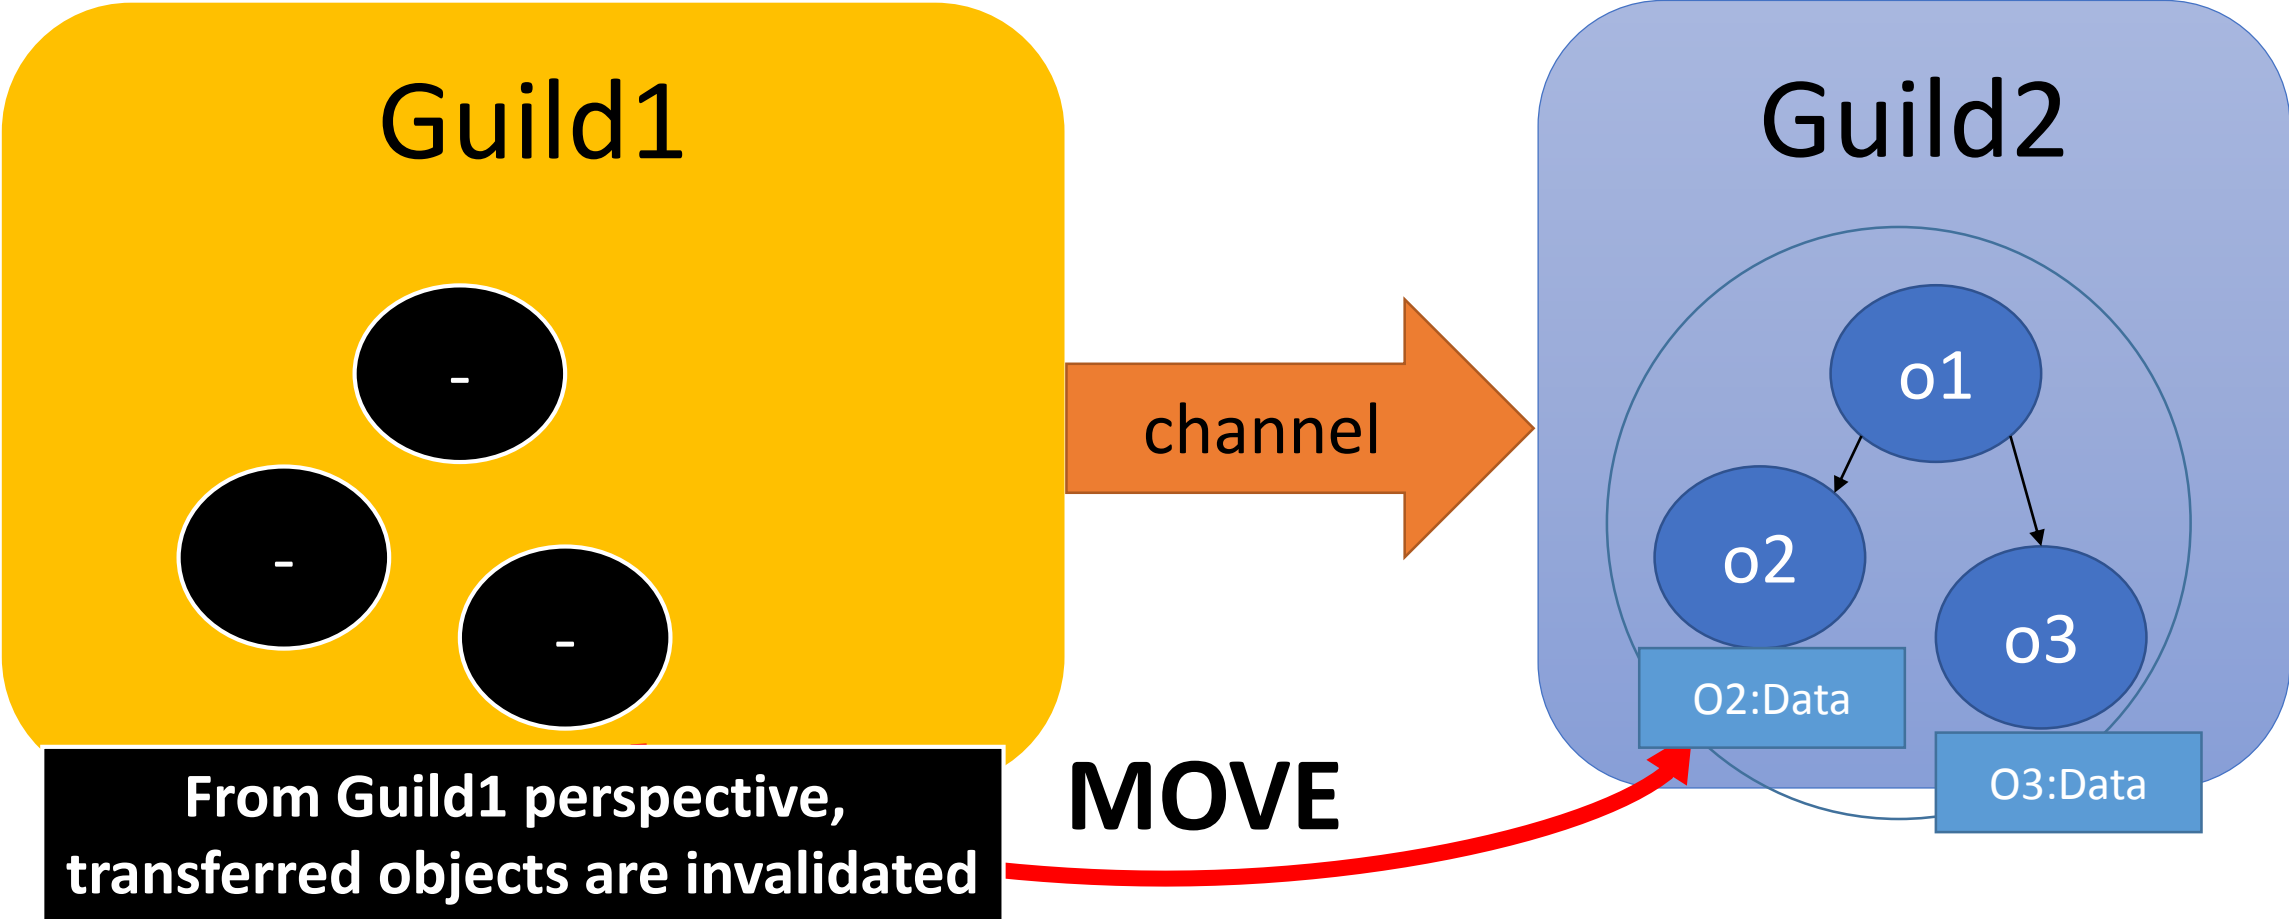 Guild1
Guild2
-
-
-
channel
o1
o2
o3
O2:Data
O3:Data
MOVE
From Guild1 perspective,
transferred objects are invalidated